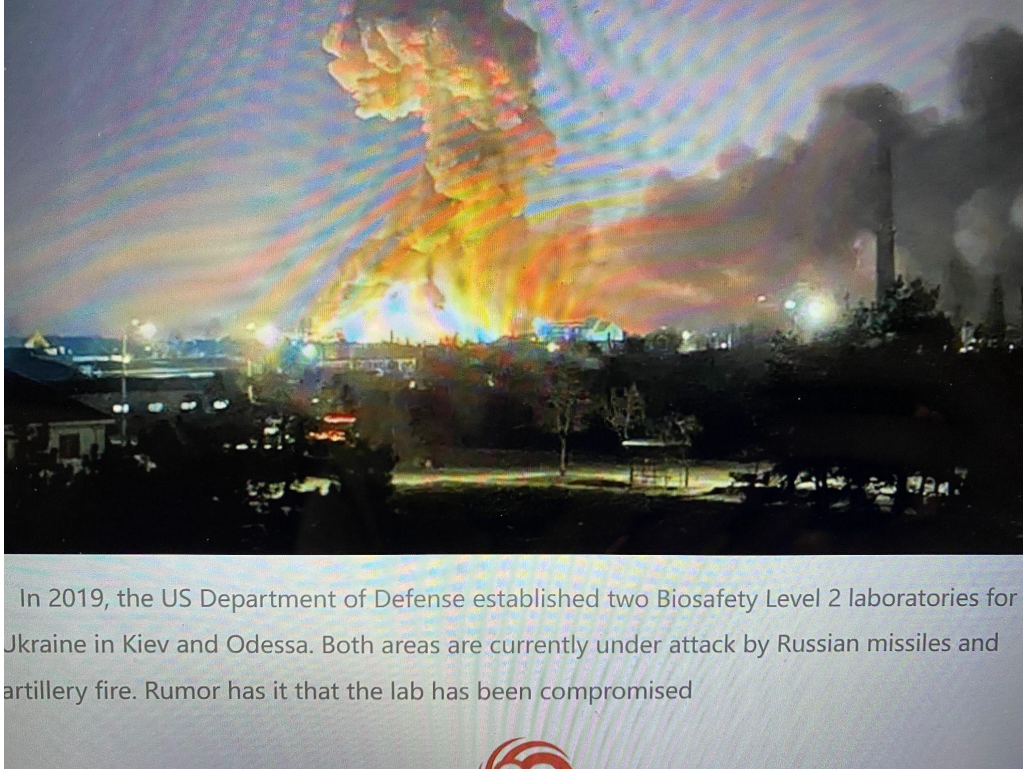 In 2019, the US Department of Defense established two Biosafety Level 2 laboratories for
Ukraine in Kiev and Odessa. Both areas are currently under attack by Russian missiles and
artillery fire. Rumor has it that the lab has been compromised